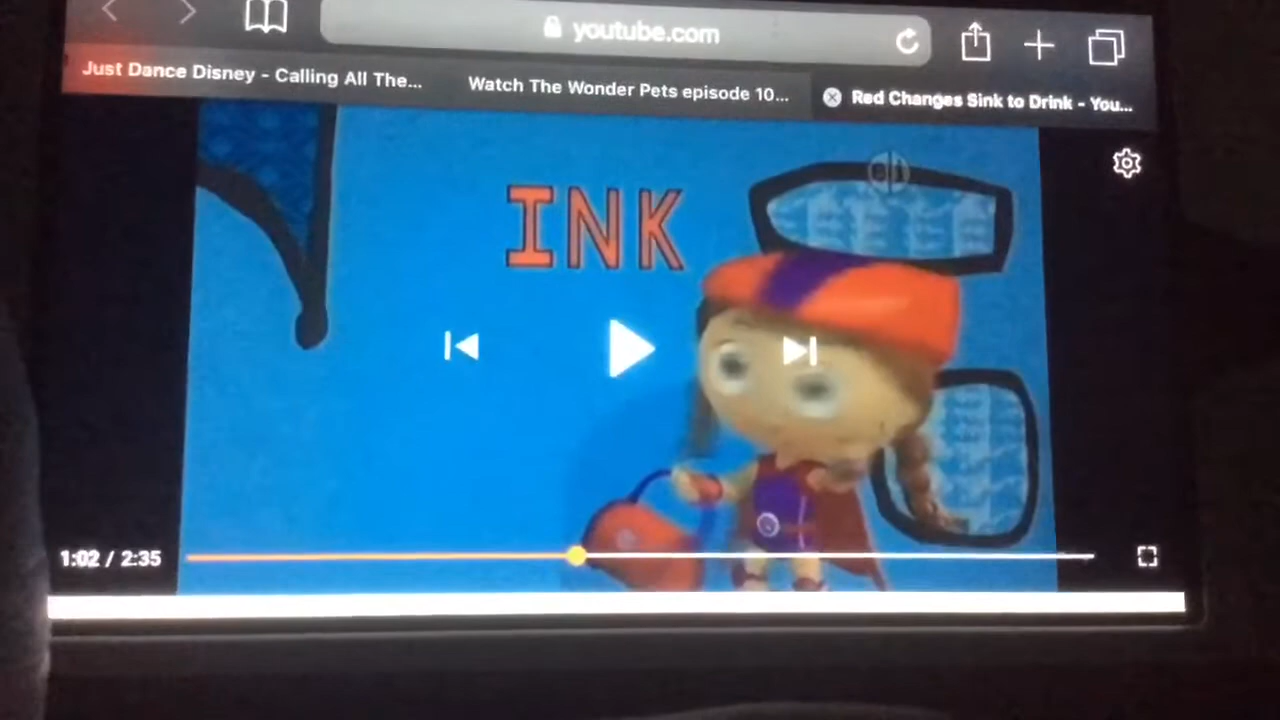 youtube.com
Just Dance Disney - Calling All The...
Watch The Wonder Pets episode 10...
Red Changes Sink to Drink - You...
INK
1:02 / 2:35